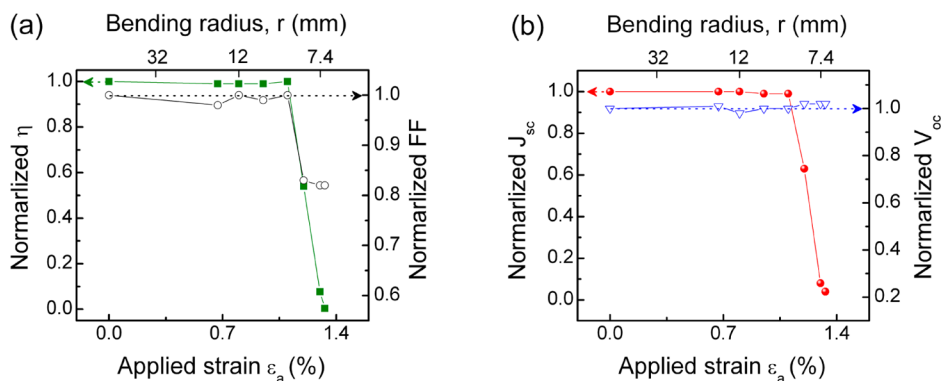 (a)
Bending radius, r (mm)
32 12 7.4
1.0
0.8
0.6
0.4
0.2
0.0
Normarlized η
1.0
0.9
0.8
0.7
0.6
Normarlized FF
0.0 0.7 1.4
Applied strain εa (%)
(b)
Bending radius, r (mm)
32 12 7.4
1.0
0.8
0.6
0.4
0.2
0.0
Normarlized Jsc
1.0
0.8
0.6
0.4
0.2
Normarlized Voc
0.0 0.7 1.4
Applied strain εa (%)